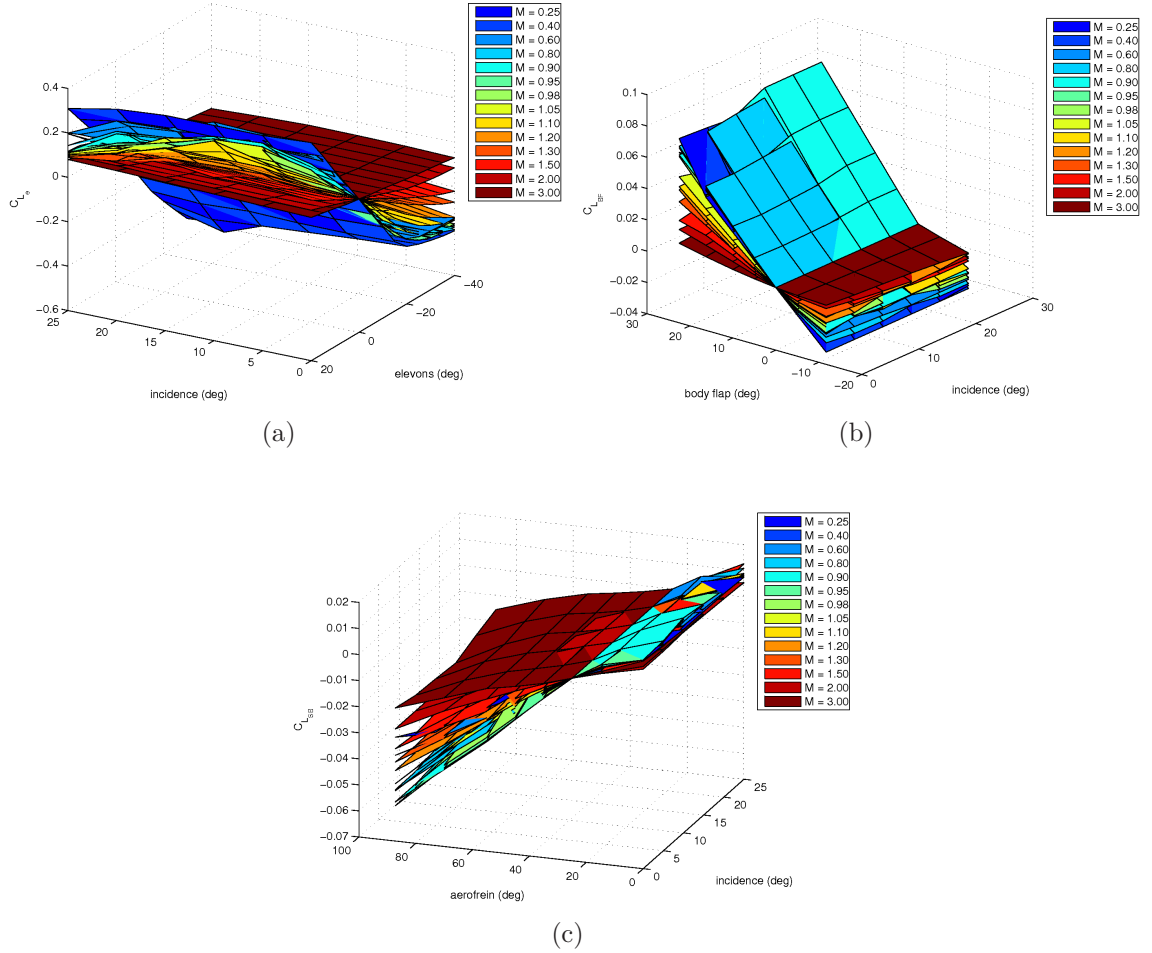 M = 0.25
M = 0.40
M = 0.60
M = 0.80
M = 0.90
M = 0.95
M = 0.98
M = 1.05
M = 1.10
M = 1.20
M = 1.30
M = 1.50
M = 2.00
M = 3.00
0.4
0.2
0
−0.2
−0.4
−0.6
C_L_e
25
20
15
10
5
0
incidence (deg)
20
0
−20
−40
elevons (deg)
(a)
M = 0.25
M = 0.40
M = 0.60
M = 0.80
M = 0.90
M = 0.95
M = 0.98
M = 1.05
M = 1.10
M = 1.20
M = 1.30
M = 1.50
M = 2.00
M = 3.00
0.1
0.08
0.06
0.04
0.02
0
−0.02
−0.04
C_L_BF
30
20
10
0
−10
−20
body flap (deg)
0
10
20
30
incidence (deg)
(b)
M = 0.25
M = 0.40
M = 0.60
M = 0.80
M = 0.90
M = 0.95
M = 0.98
M = 1.05
M = 1.10
M = 1.20
M = 1.30
M = 1.50
M = 2.00
M = 3.00
0.02
0.01
0
−0.01
−0.02
−0.03
−0.04
−0.05
−0.06
−0.07
C_L_SB
100
80
60
40
20
0
aerofrein (deg)
0
5
10
15
20
25
incidence (deg)
(c)